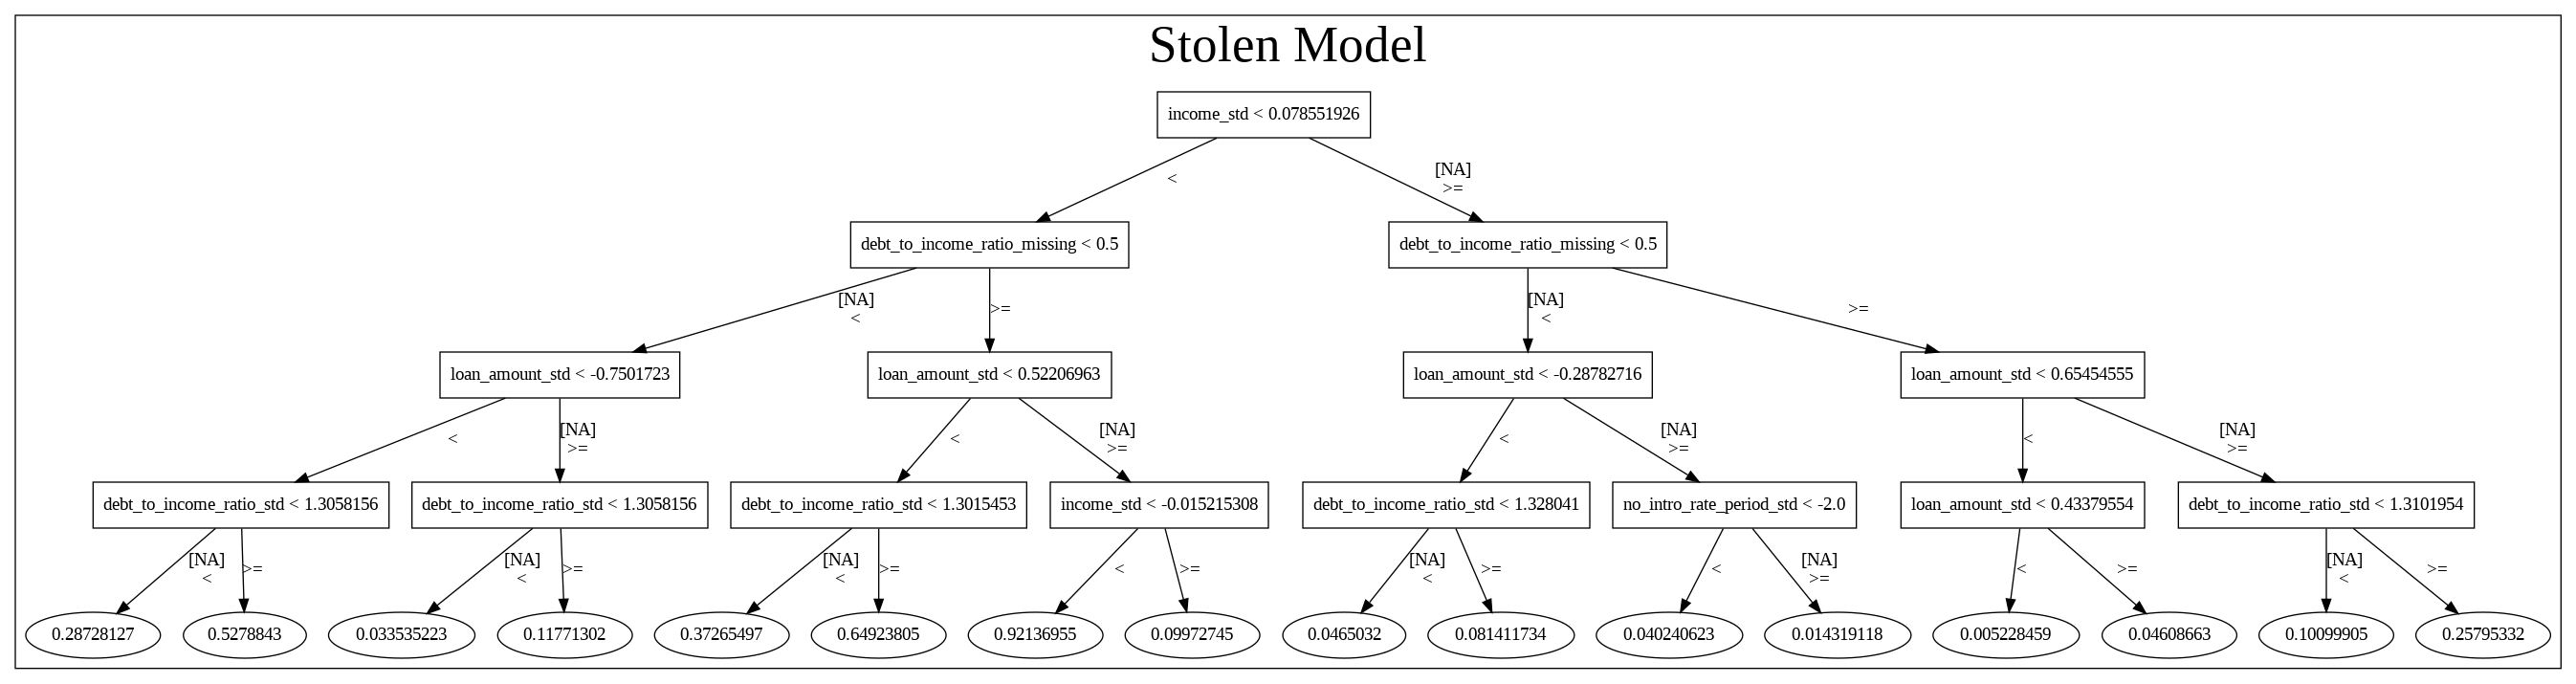 Stolen Model
income_std < 0.078551926
<
[NA]
>=
debt_to_income_ratio_missing < 0.5
debt_to_income_ratio_missing < 0.5
[NA]
<
>=
[NA]
<
>=
loan_amount_std < -0.7501723
loan_amount_std < 0.52206963
loan_amount_std < -0.28782716
loan_amount_std < 0.65454555
<
[NA]
>=
<
[NA]
>=
<
[NA]
>=
<
[NA]
>=
debt_to_income_ratio_std < 1.3058156
debt_to_income_ratio_std < 1.3058156
debt_to_income_ratio_std < 1.3015453
income_std < -0.015215308
debt_to_income_ratio_std < 1.328041
no_intro_rate_period_std < -2.0
loan_amount_std < 0.43379554
debt_to_income_ratio_std < 1.3101954
[NA]
<
>=
[NA]
<
>=
[NA]
<
>=
<
>=
[NA]
<
>=
<
[NA]
>=
<
>=
[NA]
<
>=
0.28728127
0.5278843
0.033535223
0.11771302
0.37265497
0.64923805
0.92136955
0.09972745
0.0465032
0.081411734
0.040240623
0.014319118
0.005228459
0.04608663
0.10099905
0.25795332